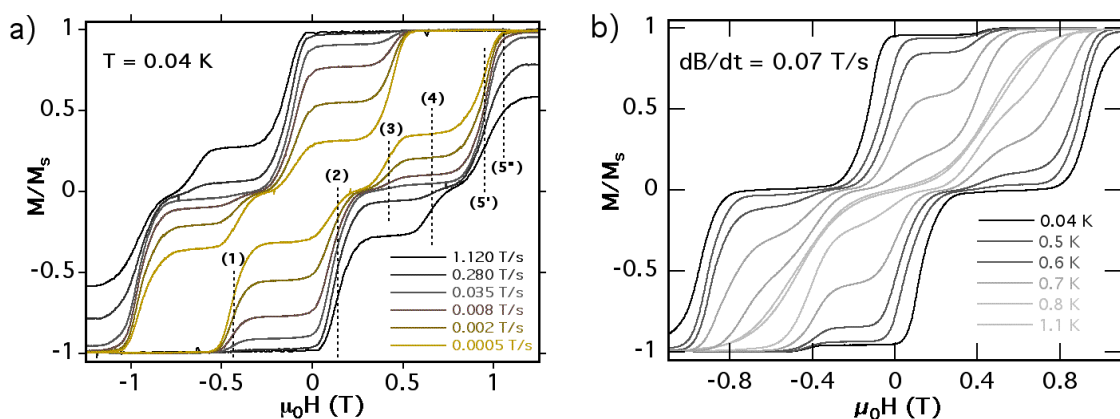 a)
T = 0.04 K
M/Mₛ
1
0.5
0
-0.5
-1
(1)
(2)
(3)
(4)
(5')
(5")
1.120 T/s
0.280 T/s
0.035 T/s
0.008 T/s
0.002 T/s
0.0005 T/s
-1
-0.5
0
0.5
1
μ₀H (T)
b)
dB/dt = 0.07 T/s
M/Mₛ
1
0.5
0
-0.5
-1
0.04 K
0.5 K
0.6 K
0.7 K
0.8 K
1.1 K
-0.8
-0.4
0
0.4
0.8
μ₀H (T)